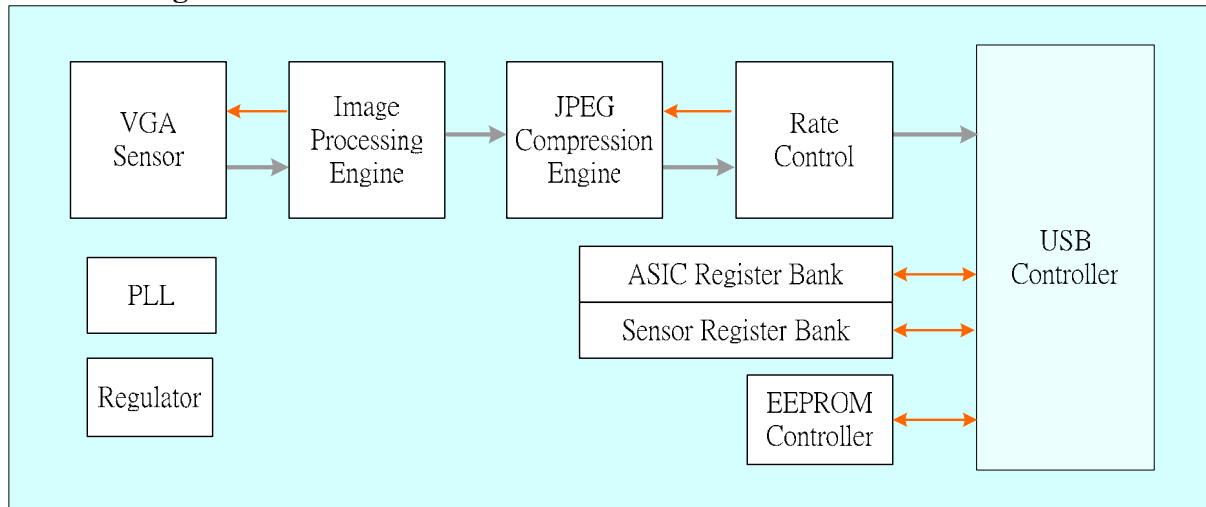 VGA
Sensor
Image
Processing
Engine
JPEG
Compression
Engine
Rate
Control
USB
Controller
PLL
Regulator
ASIC Register Bank
Sensor Register Bank
EEPROM
Controller